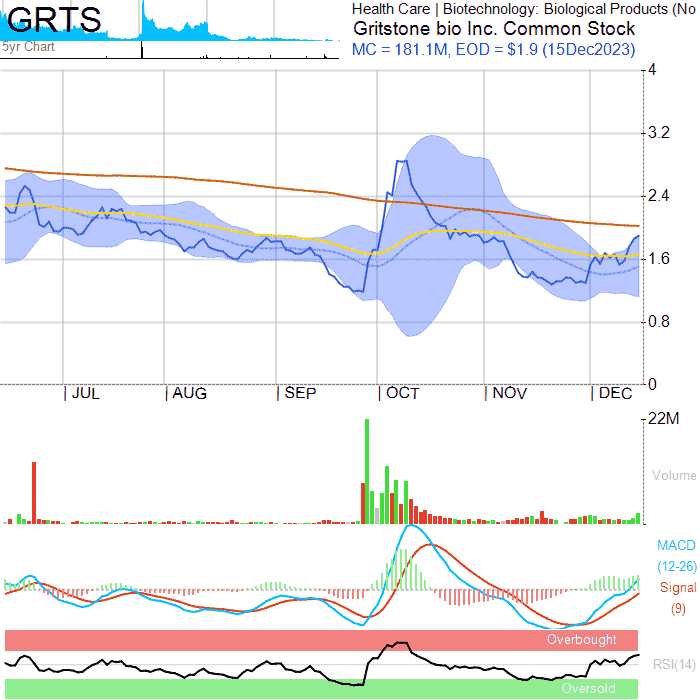 GRTS
Health Care | Biotechnology: Biological Products (No
Gritstone bio Inc. Common Stock
5yr Chart
MC = 181.1M, EOD = $1.9 (15Dec2023)
4
3.2
2.4
1.6
0.8
0
| JUL | AUG | SEP | OCT | NOV | DEC
22M
Volume
MACD
(12-26)
Signal
(9)
Overbought
RSI(14)
Oversold